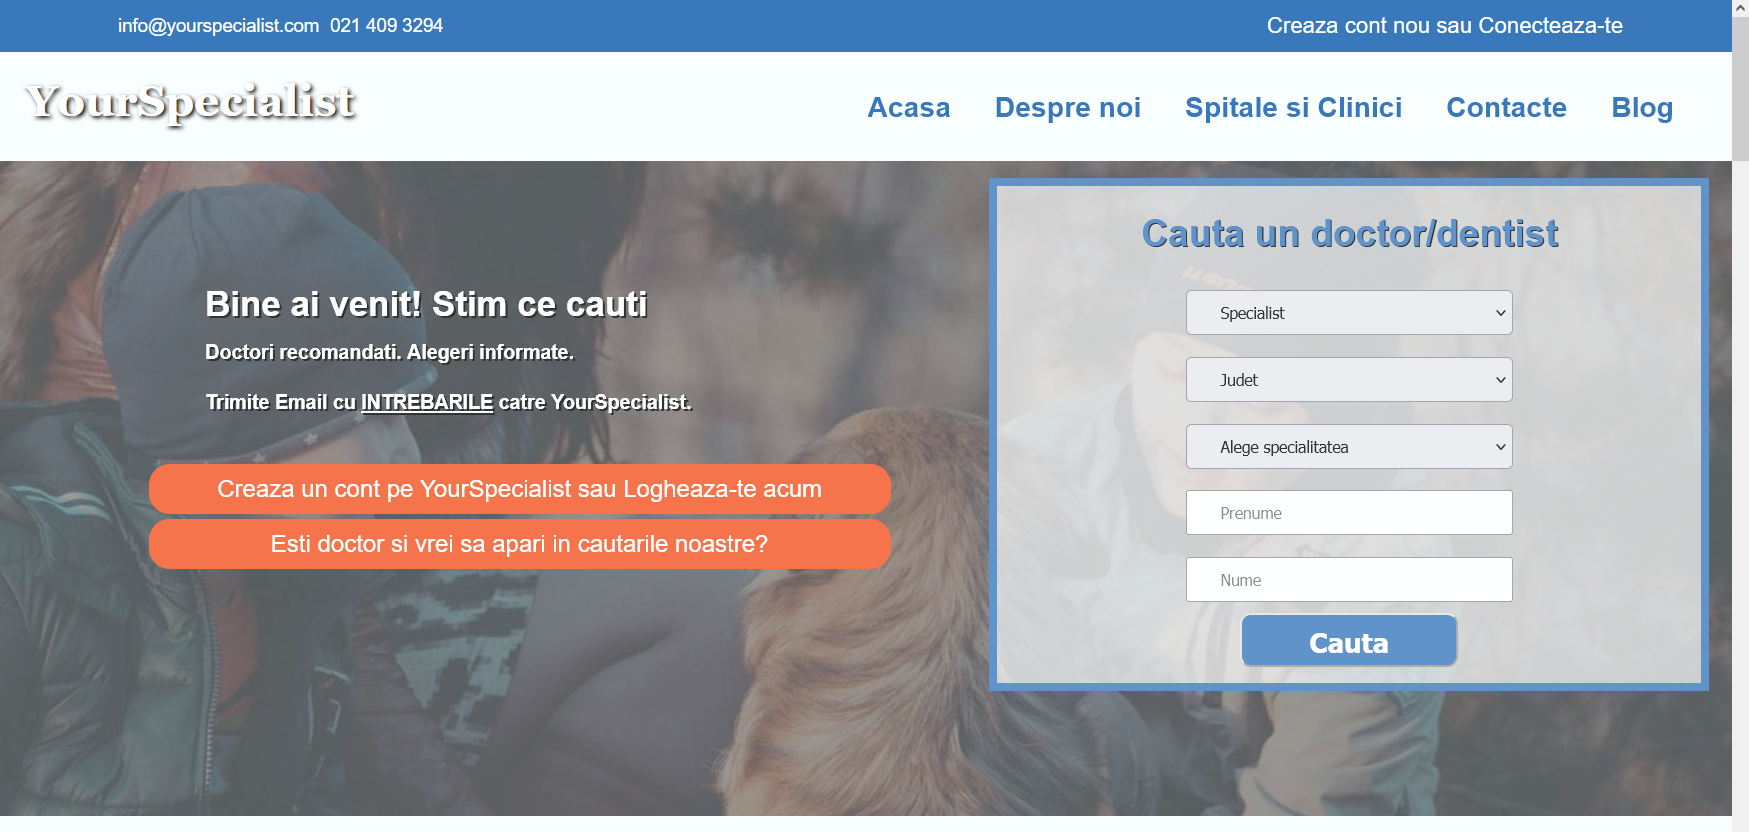 info@yourspecialist.com 021 409 3294
Creaza cont nou sau Conecteaza-te
YourSpecialist
Acasa Despre noi Spitale si Clinici Contacte Blog
Bine ai venit! Stim ce cauti
Doctori recomandati. Alegeri informate.
Trimite Email cu INTREBARILE catre YourSpecialist.
Creaza un cont pe YourSpecialist sau Logheaza-te acum
Esti doctor si vrei sa apari in cautarile noastre?
Cauta un doctor/dentist
Specialist
Judet
Alege specialitatea
Prenume
Nume
Cauta